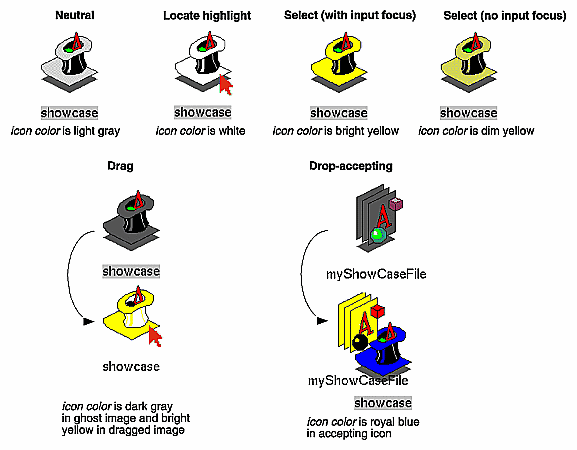 Neutral
Locate highlight
Select (with input focus)
Select (no input focus)
showcase
showcase
showcase
showcase
icon color is light gray
icon color is white
icon color is bright yellow
icon color is dim yellow
Drag
Drop-accepting
showcase
myShowCaseFile
showcase
myShowCaseFile
showcase
icon color is dark gray
in ghost image and bright
yellow in dragged image
icon color is royal blue
in accepting icon